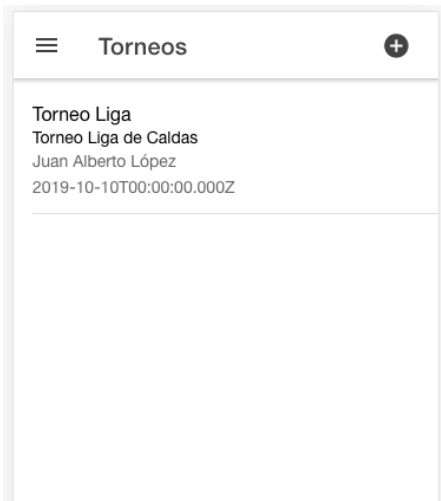 Torneos
Torneo Liga
Torneo Liga de Caldas
Juan Alberto López
2019-10-10T00:00:00.000Z